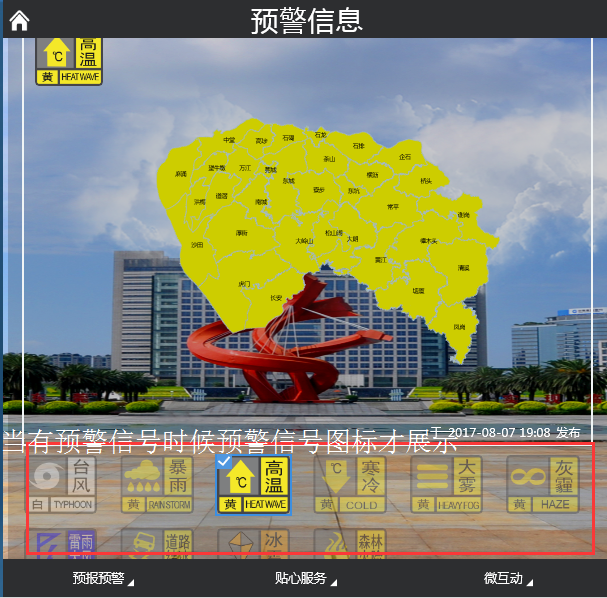 预警信息
高温
℃
黄 HEAT WAVE
中堂
高埗
石碣
石龙
石排
茶山
企石
麻涌
望牛墩
万江
莞城
东城
横沥
桥头
洪梅
道滘
南城
寮步
东坑
常平
谢岗
沙田
厚街
大岭山
松山湖
大朗
樟木头
黄江
清溪
虎门
长安
塘厦
凤岗
于 2017-08-07 19:08 发布
当有预警信号时候预警信号图标才展示
台风
白 TYPHOON
暴雨
黄 RAIN STORM
℃
高温
黄 HEAT WAVE
℃
寒冷
黄 COLD
大雾
黄 HEAVY FOG
灰霾
黄 HAZE
雷雨
道路
冰
森林
预报预警
贴心服务
微互动